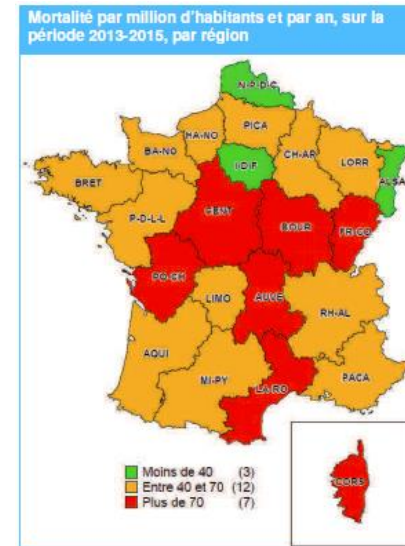 Mortalité par million d'habitants et par an, sur la
période 2013-2015, par région
N-P-D-C
PICA
HA-NO
BA-NO
I-D-F
CH-AR
LORR
ALSA
BRET
P-D-L-L
CENT
BOUR
FR-CO
PO-CH
LIMO
AUVE
RH-AL
AQUI
MI-PY
LA-RO
PACA
CORS
Moins de 40 (3)
Entre 40 et 70 (12)
Plus de 70 (7)